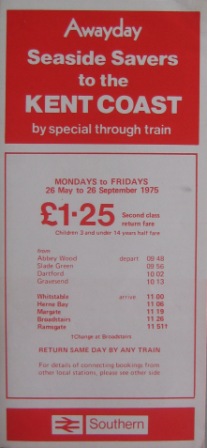 Awayday
Seaside Savers
to the
KENT COAST
by special through train
MONDAYS to FRIDAYS
26 May to 26 September 1975
£1·25 Second class
return fare
Children 3 and under 14 years half fare
from
Abbey Wood depart 09 48
Slade Green 09 56
Dartford 10 02
Gravesend 10 13
Whitstable arrive 11 00
Herne Bay 11 06
Margate 11 19
Broadstairs 11 26
Ramsgate 11 51†
†Change at Broadstairs
RETURN SAME DAY BY ANY TRAIN
For details of connecting bookings from
other local stations, please see other side
Southern